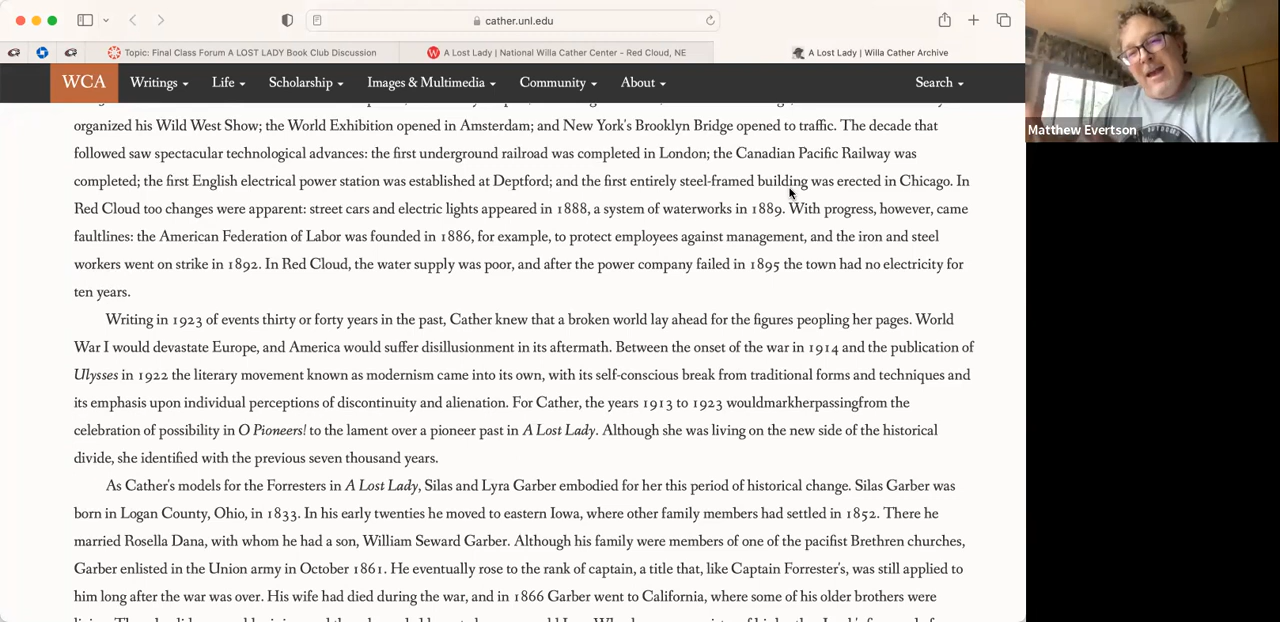 cather.unl.edu
Topic: Final Class Forum A LOST LADY Book Club Discussion
A Lost Lady | National Willa Cather Center - Red Cloud, NE
A Lost Lady | Willa Cather Archive
WCA Writings Life Scholarship Images & Multimedia Community About Search
Matthew Evertson
organized his Wild West Show; the World Exhibition opened in Amsterdam; and New York's Brooklyn Bridge opened to traffic. The decade that
followed saw spectacular technological advances: the first underground railroad was completed in London; the Canadian Pacific Railway was
completed; the first English electrical power station was established at Deptford; and the first entirely steel-framed building was erected in Chicago. In
Red Cloud too changes were apparent: street cars and electric lights appeared in 1888, a system of waterworks in 1889. With progress, however, came
faultlines: the American Federation of Labor was founded in 1886, for example, to protect employees against management, and the iron and steel
workers went on strike in 1892. In Red Cloud, the water supply was poor, and after the power company failed in 1895 the town had no electricity for
ten years.
Writing in 1923 of events thirty or forty years in the past, Cather knew that a broken world lay ahead for the figures peopling her pages. World
War I would devastate Europe, and America would suffer disillusionment in its aftermath. Between the onset of the war in 1914 and the publication of
Ulysses in 1922 the literary movement known as modernism came into its own, with its self-conscious break from traditional forms and techniques and
its emphasis upon individual perceptions of discontinuity and alienation. For Cather, the years 1913 to 1923 wouldmarkherpassingfrom the
celebration of possibility in O Pioneers! to the lament over a pioneer past in A Lost Lady. Although she was living on the new side of the historical
divide, she identified with the previous seven thousand years.
As Cather's models for the Forresters in A Lost Lady, Silas and Lyra Garber embodied for her this period of historical change. Silas Garber was
born in Logan County, Ohio, in 1833. In his early twenties he moved to eastern Iowa, where other family members had settled in 1852. There he
married Rosella Dana, with whom he had a son, William Seward Garber. Although his family were members of one of the pacifist Brethren churches,
Garber enlisted in the Union army in October 1861. He eventually rose to the rank of captain, a title that, like Captain Forrester's, was still applied to
him long after the war was over. His wife had died during the war, and in 1866 Garber went to California, where some of his older brothers were